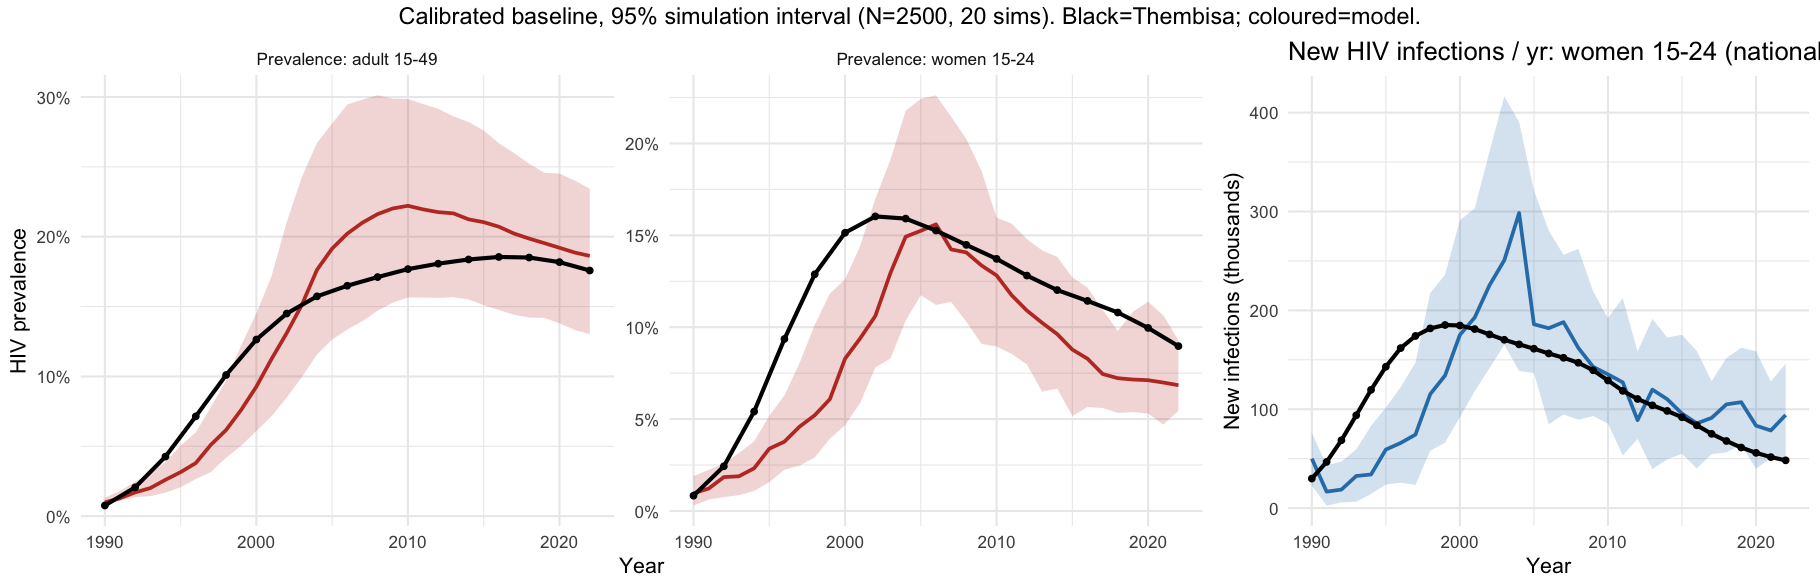 Calibrated baseline, 95% simulation interval (N=2500, 20 sims). Black=Thembisa; coloured=model.
Prevalence: adult 15-49
HIV prevalence
30%
20%
10%
0%
1990 2000 2010 2020
Prevalence: women 15-24
20%
15%
10%
5%
0%
1990 2000 2010 2020
Year
New HIV infections / yr: women 15-24 (national
New infections (thousands)
400
300
200
100
0
1990 2000 2010 2020
Year